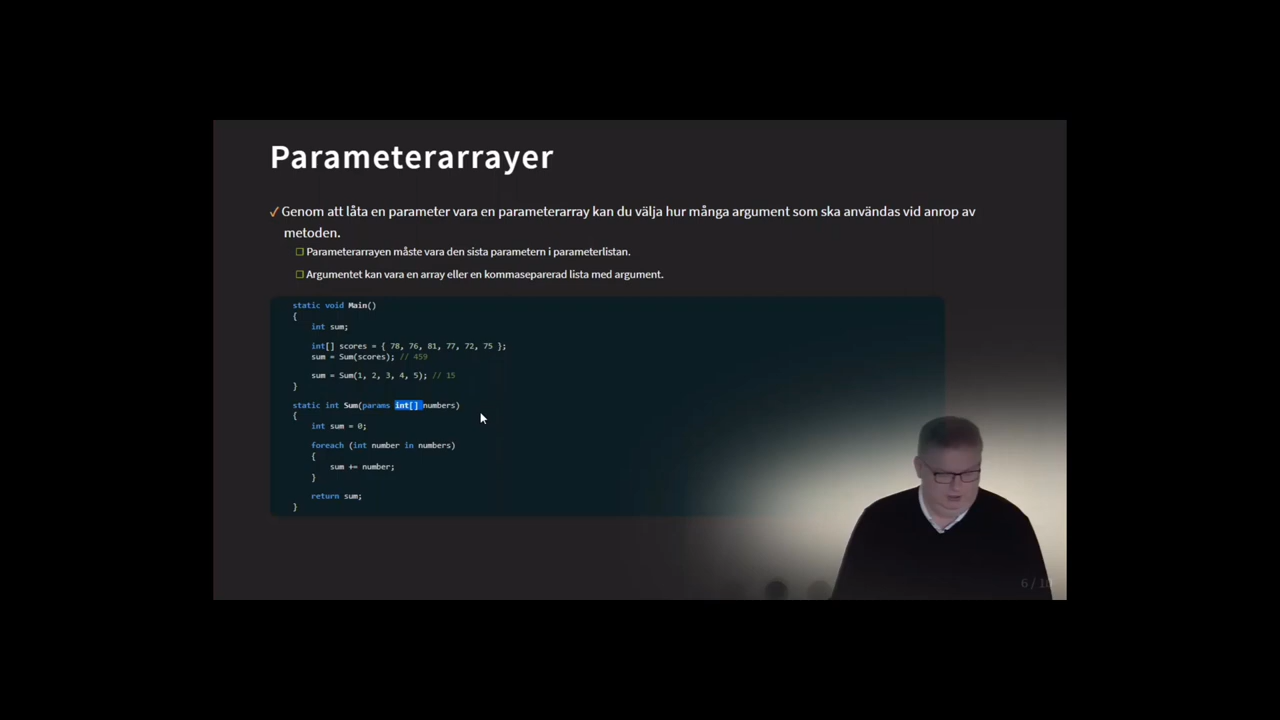 Parameterarrayer
✓ Genom att låta en parameter vara en parameterarray kan du välja hur många argument som ska användas vid anrop av
metoden.
Parameterarrayen måste vara den sista parametern i parameterlistan.
Argumentet kan vara en array eller en kommaseparerad lista med argument.
static void Main()
{
int sum;
int[] scores = { 78, 76, 81, 77, 72, 75 };
sum = Sum(scores); // 459
sum = Sum(1, 2, 3, 4, 5); // 15
}
static int Sum(params int[] numbers)
{
int sum = 0;
foreach (int number in numbers)
{
sum += number;
}
return sum;
}
6 /